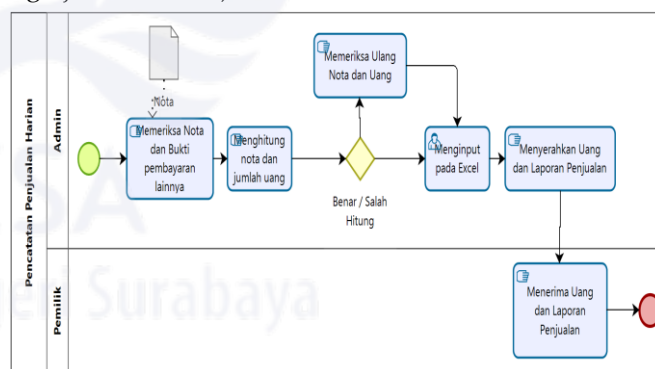 Pencatatan Penjualan Harian
Admin
Pemilik
Nota
Memeriksa Nota
dan Bukti
pembayaran
lainnya
Menghitung
nota dan
jumlah uang
Benar / Salah
Hitung
Memeriksa Ulang
Nota dan Uang
Menginput
pada Excel
Menyerahkan Uang
dan Laporan Penjualan
Menerima Uang
dan Laporan
Penjualan
Surabaya